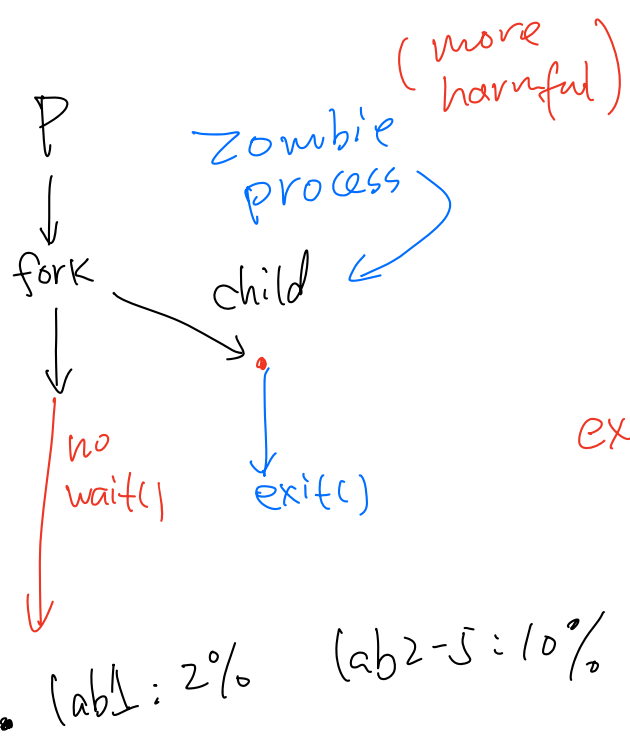 (more
harmful)
P
zombie
process
fork
child
no
wait()
exit()
ex
lab1: 2%
lab2-5: 10%